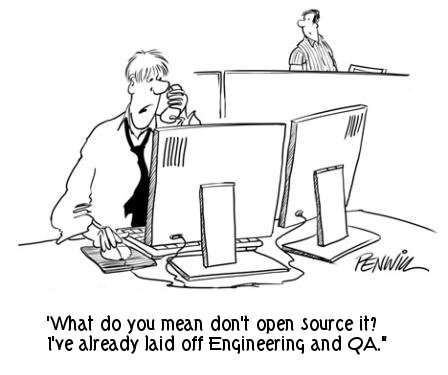 PENWILL
'What do you mean don't open source it?
I've already laid off Engineering and QA."